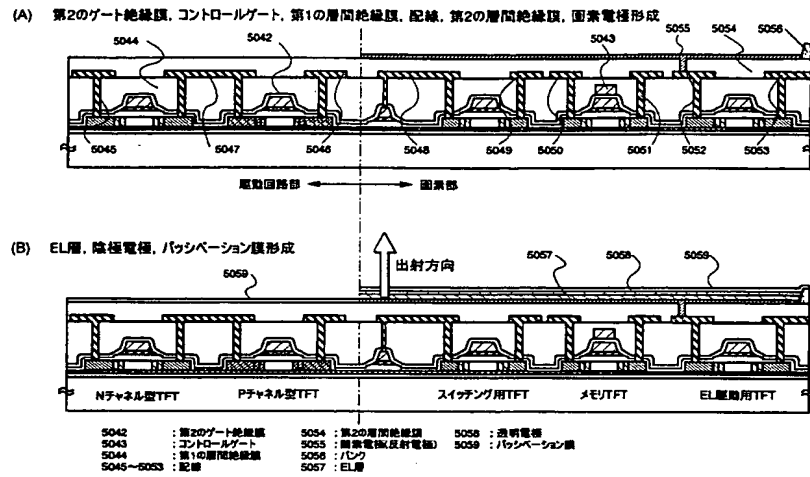 (A) 第2のゲート絶縁膜, コントロールゲート, 第1の層間絶縁膜, 配線, 第2の層間絶縁膜, 画素電極形成
5044 5042 5043 5055 5054 5056
5045 5047 5046 5048 5049 5050 5051 5052 5053
駆動回路部 画素部
(B) EL層, 陰極電極, パッシベーション膜形成
出射方向
5059 5057 5058 5059
Nチャネル型TFT Pチャネル型TFT スイッチング用TFT メモリTFT EL駆動用TFT
5042 : 第2のゲート絶縁膜 5054 : 第2の層間絶縁膜 5058 : 透明電極
5043 : コントロールゲート 5055 : 画素電極(反射電極) 5059 : パッシベーション膜
5044 : 第1の層間絶縁膜 5056 : バンク
5045~5053 : 配線 5057 : EL層